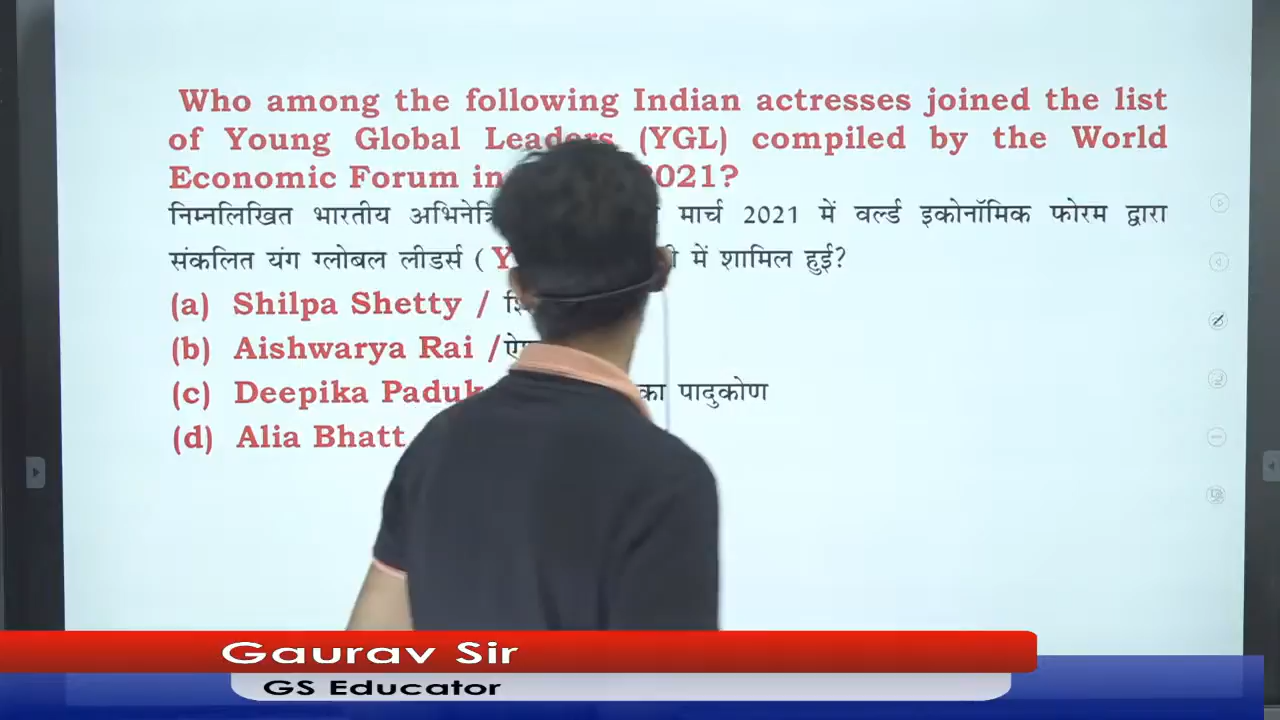 Who among the following Indian actresses joined the list
of Young Global Leaders (YGL) compiled by the World
Economic Forum in 2021?
निम्नलिखित भारतीय मार्च 2021 में वर्ल्ड इकोनॉमिक फोरम द्वारा
संकलित यंग ग्लोबल लीडर्स ( में शामिल हुई?
(a) Shilpa Shetty /
(b) Aishwarya Rai /
(c) Deepika पादुकोण
(d) Alia Bhatt
Gaurav Sir
GS Educator